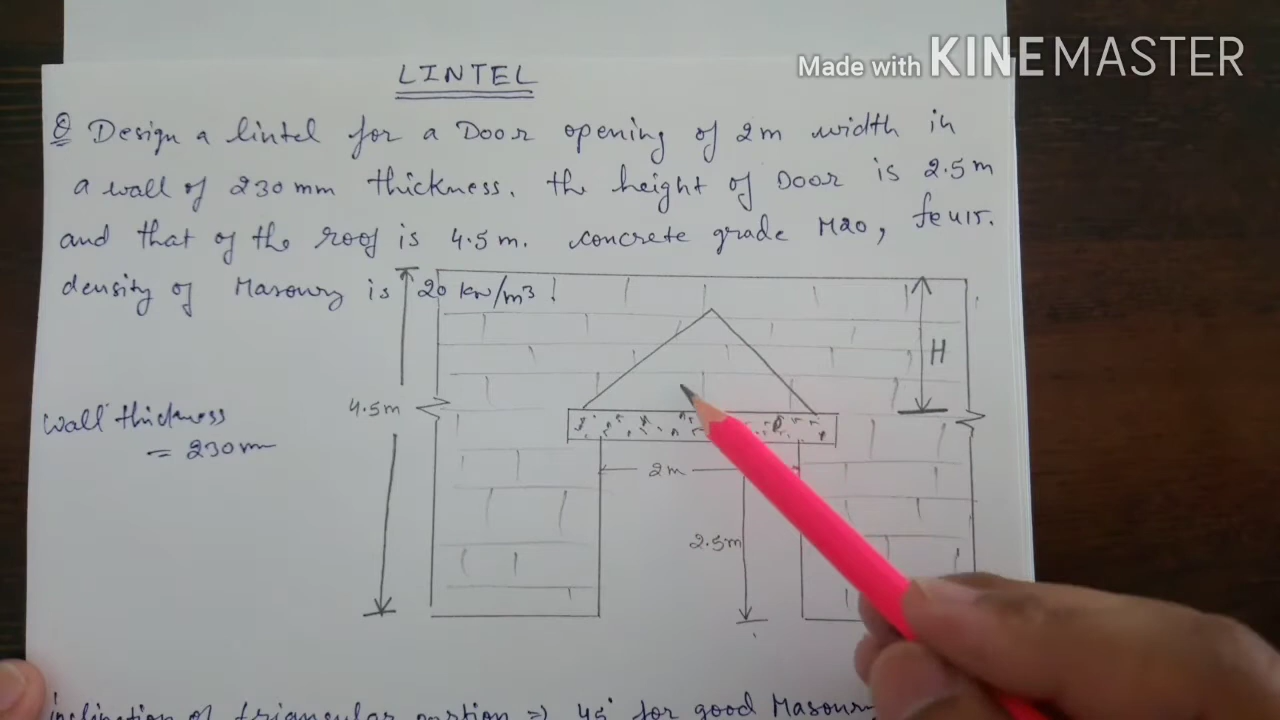 Made with KINEMASTER
LINTEL
Q Design a lintel for a Door opening of 2m width in
a wall of 230mm thickness. the height of Door is 2.5m
and that of the roof is 4.5m. concrete grade M20, fe415.
density of Masonry is 20 kN/m3!
H
wall thickness
= 230mm
4.5m
2m
2.5m
inclination of triangular portion => 45° for good Masonry